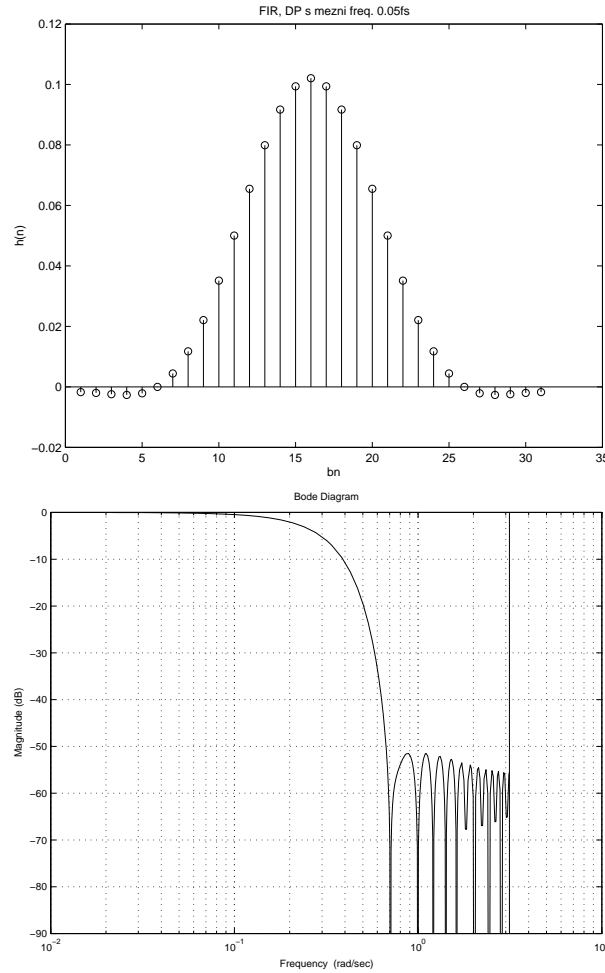 FIR, DP s mezni freq. 0.05fs
0.12
0.1
0.08
0.06
0.04
0.02
0
−0.02
h(n)
0 5 10 15 20 25 30 35
bn
Bode Diagram
0
−10
−20
−30
−40
−50
−60
−70
−80
−90
Magnitude (dB)
10−2 10−1 100 101
Frequency (rad/sec)